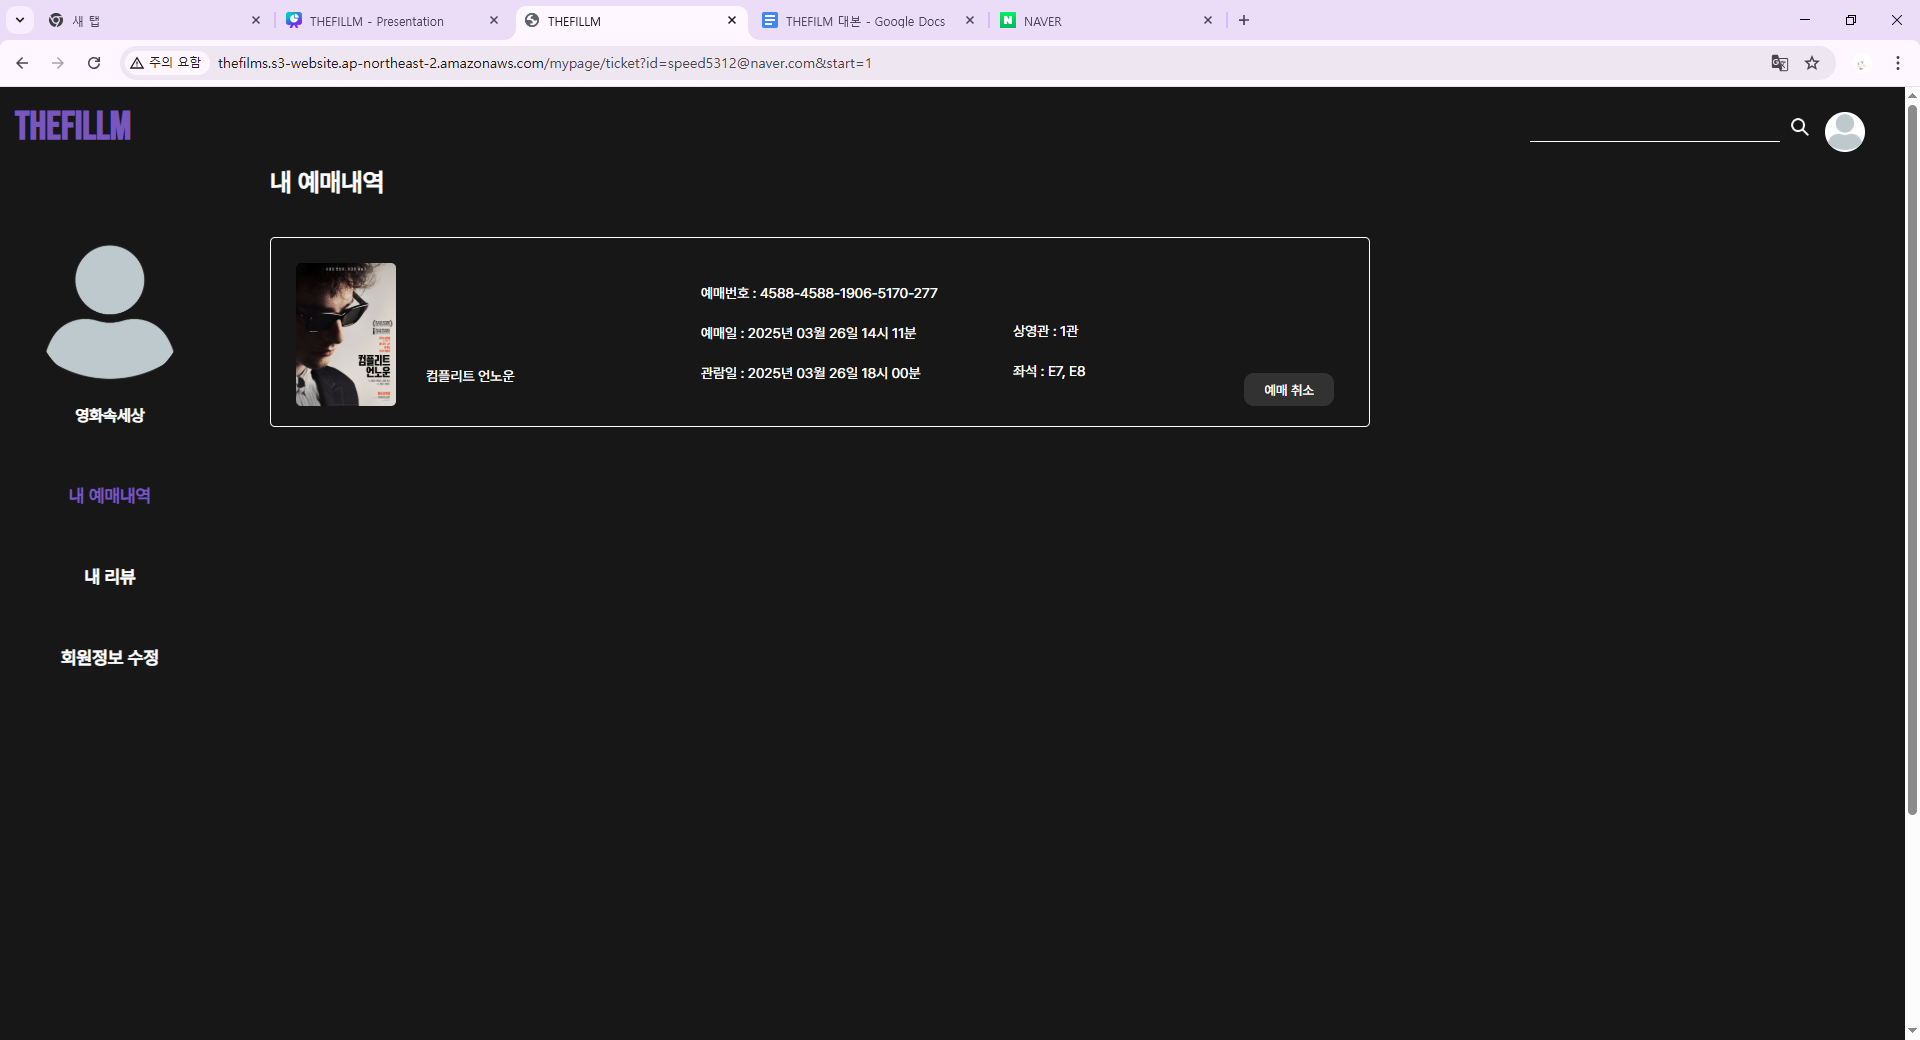 새 탭
THEFILLM - Presentation
THEFILLM
THEFILM 대본 - Google Docs
NAVER
주의 요함
thefilms.s3-website.ap-northeast-2.amazonaws.com/mypage/ticket?id=speed5312@naver.com&start=1
THEFILLM
내 예매내역
영화속세상
내 예매내역
내 리뷰
회원정보 수정
컴플리트
언노운
컴플리트 언노운
예매번호 : 4588-4588-1906-5170-277
예매일 : 2025년 03월 26일 14시 11분
관람일 : 2025년 03월 26일 18시 00분
상영관 : 1관
좌석 : E7, E8
예매 취소